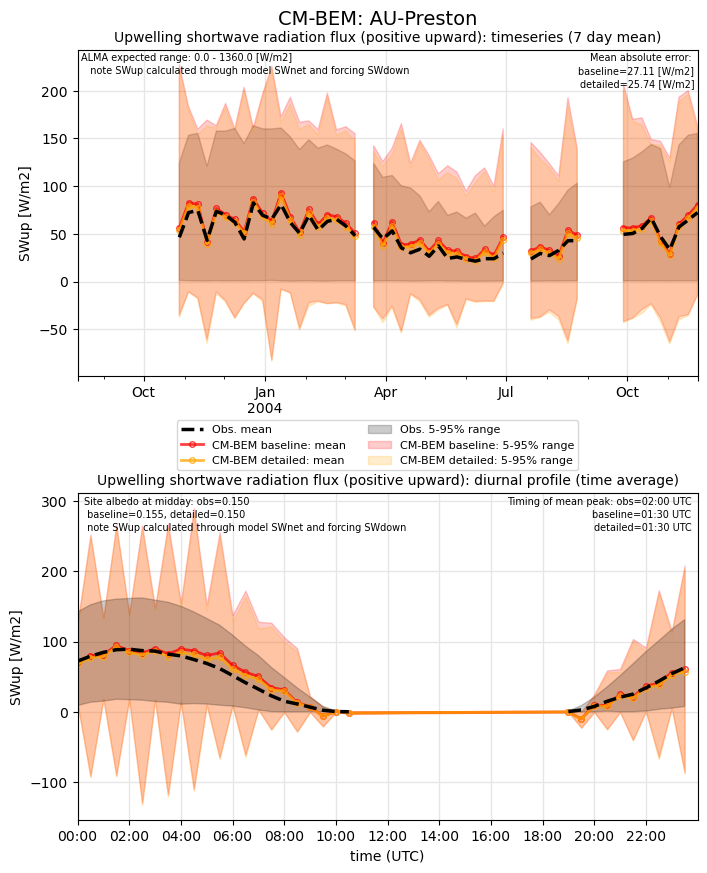 CM-BEM: AU-Preston
Upwelling shortwave radiation flux (positive upward): timeseries (7 day mean)
ALMA expected range: 0.0 - 1360.0 [W/m2]
note SWup calculated through model SWnet and forcing SWdown
Mean absolute error:
baseline=27.11 [W/m2]
detailed=25.74 [W/m2]
SWup [W/m2]
200
150
100
50
0
−50
Oct
Jan
2004
Apr
Jul
Oct
Obs. mean
CM-BEM baseline: mean
CM-BEM detailed: mean
Obs. 5-95% range
CM-BEM baseline: 5-95% range
CM-BEM detailed: 5-95% range
Upwelling shortwave radiation flux (positive upward): diurnal profile (time average)
Site albedo at midday: obs=0.150
baseline=0.155, detailed=0.150
note SWup calculated through model SWnet and forcing SWdown
Timing of mean peak: obs=02:00 UTC
baseline=01:30 UTC
detailed=01:30 UTC
SWup [W/m2]
300
200
100
0
−100
00:00 02:00 04:00 06:00 08:00 10:00 12:00 14:00 16:00 18:00 20:00 22:00
time (UTC)